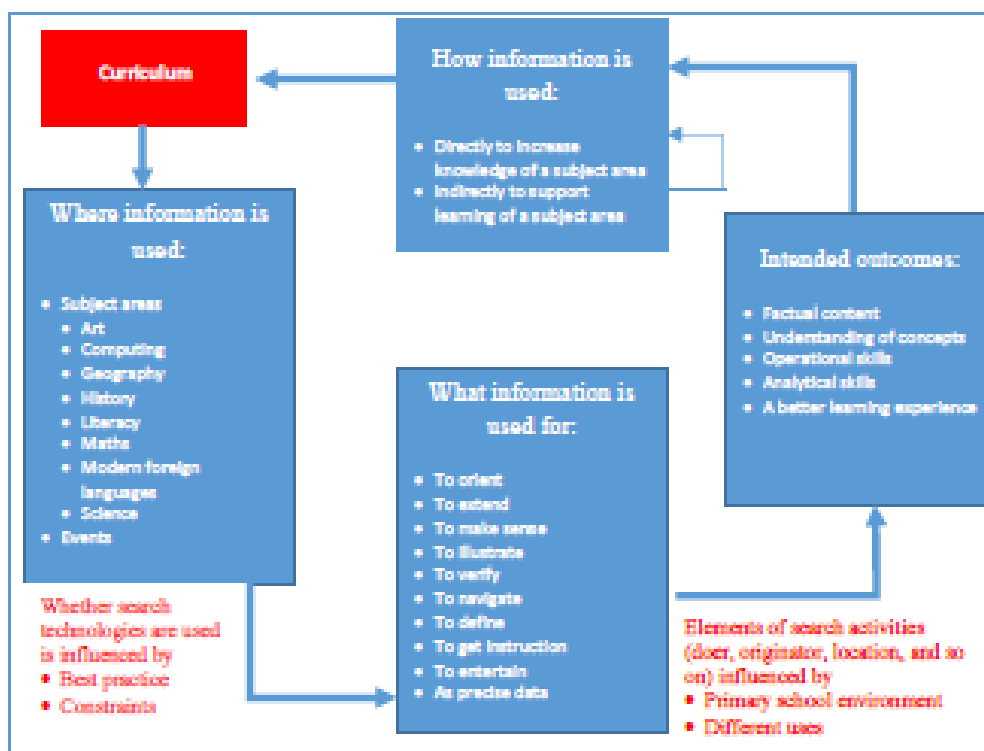 Curriculum
How information is
used:
• Directly to increase
knowledge of a subject area
• Indirectly to support
learning of a subject area
Where information is
used:
• Subject areas
• Art
• Computing
• Geography
• History
• Literacy
• Maths
• Modern foreign
languages
• Science
• Events
What information is
used for:
• To orient
• To extend
• To make sense
• To illustrate
• To verify
• To navigate
• To define
• To get instruction
• To entertain
• As precise data
Intended outcomes:
• Factual content
• Understanding of concepts
• Operational skills
• Analytical skills
• A better learning experience
Whether search
technologies are used
is influenced by
• Best practice
• Constraints
Elements of search activities
(doer, originator, location, and so
on) influenced by
• Primary school environment
• Different uses